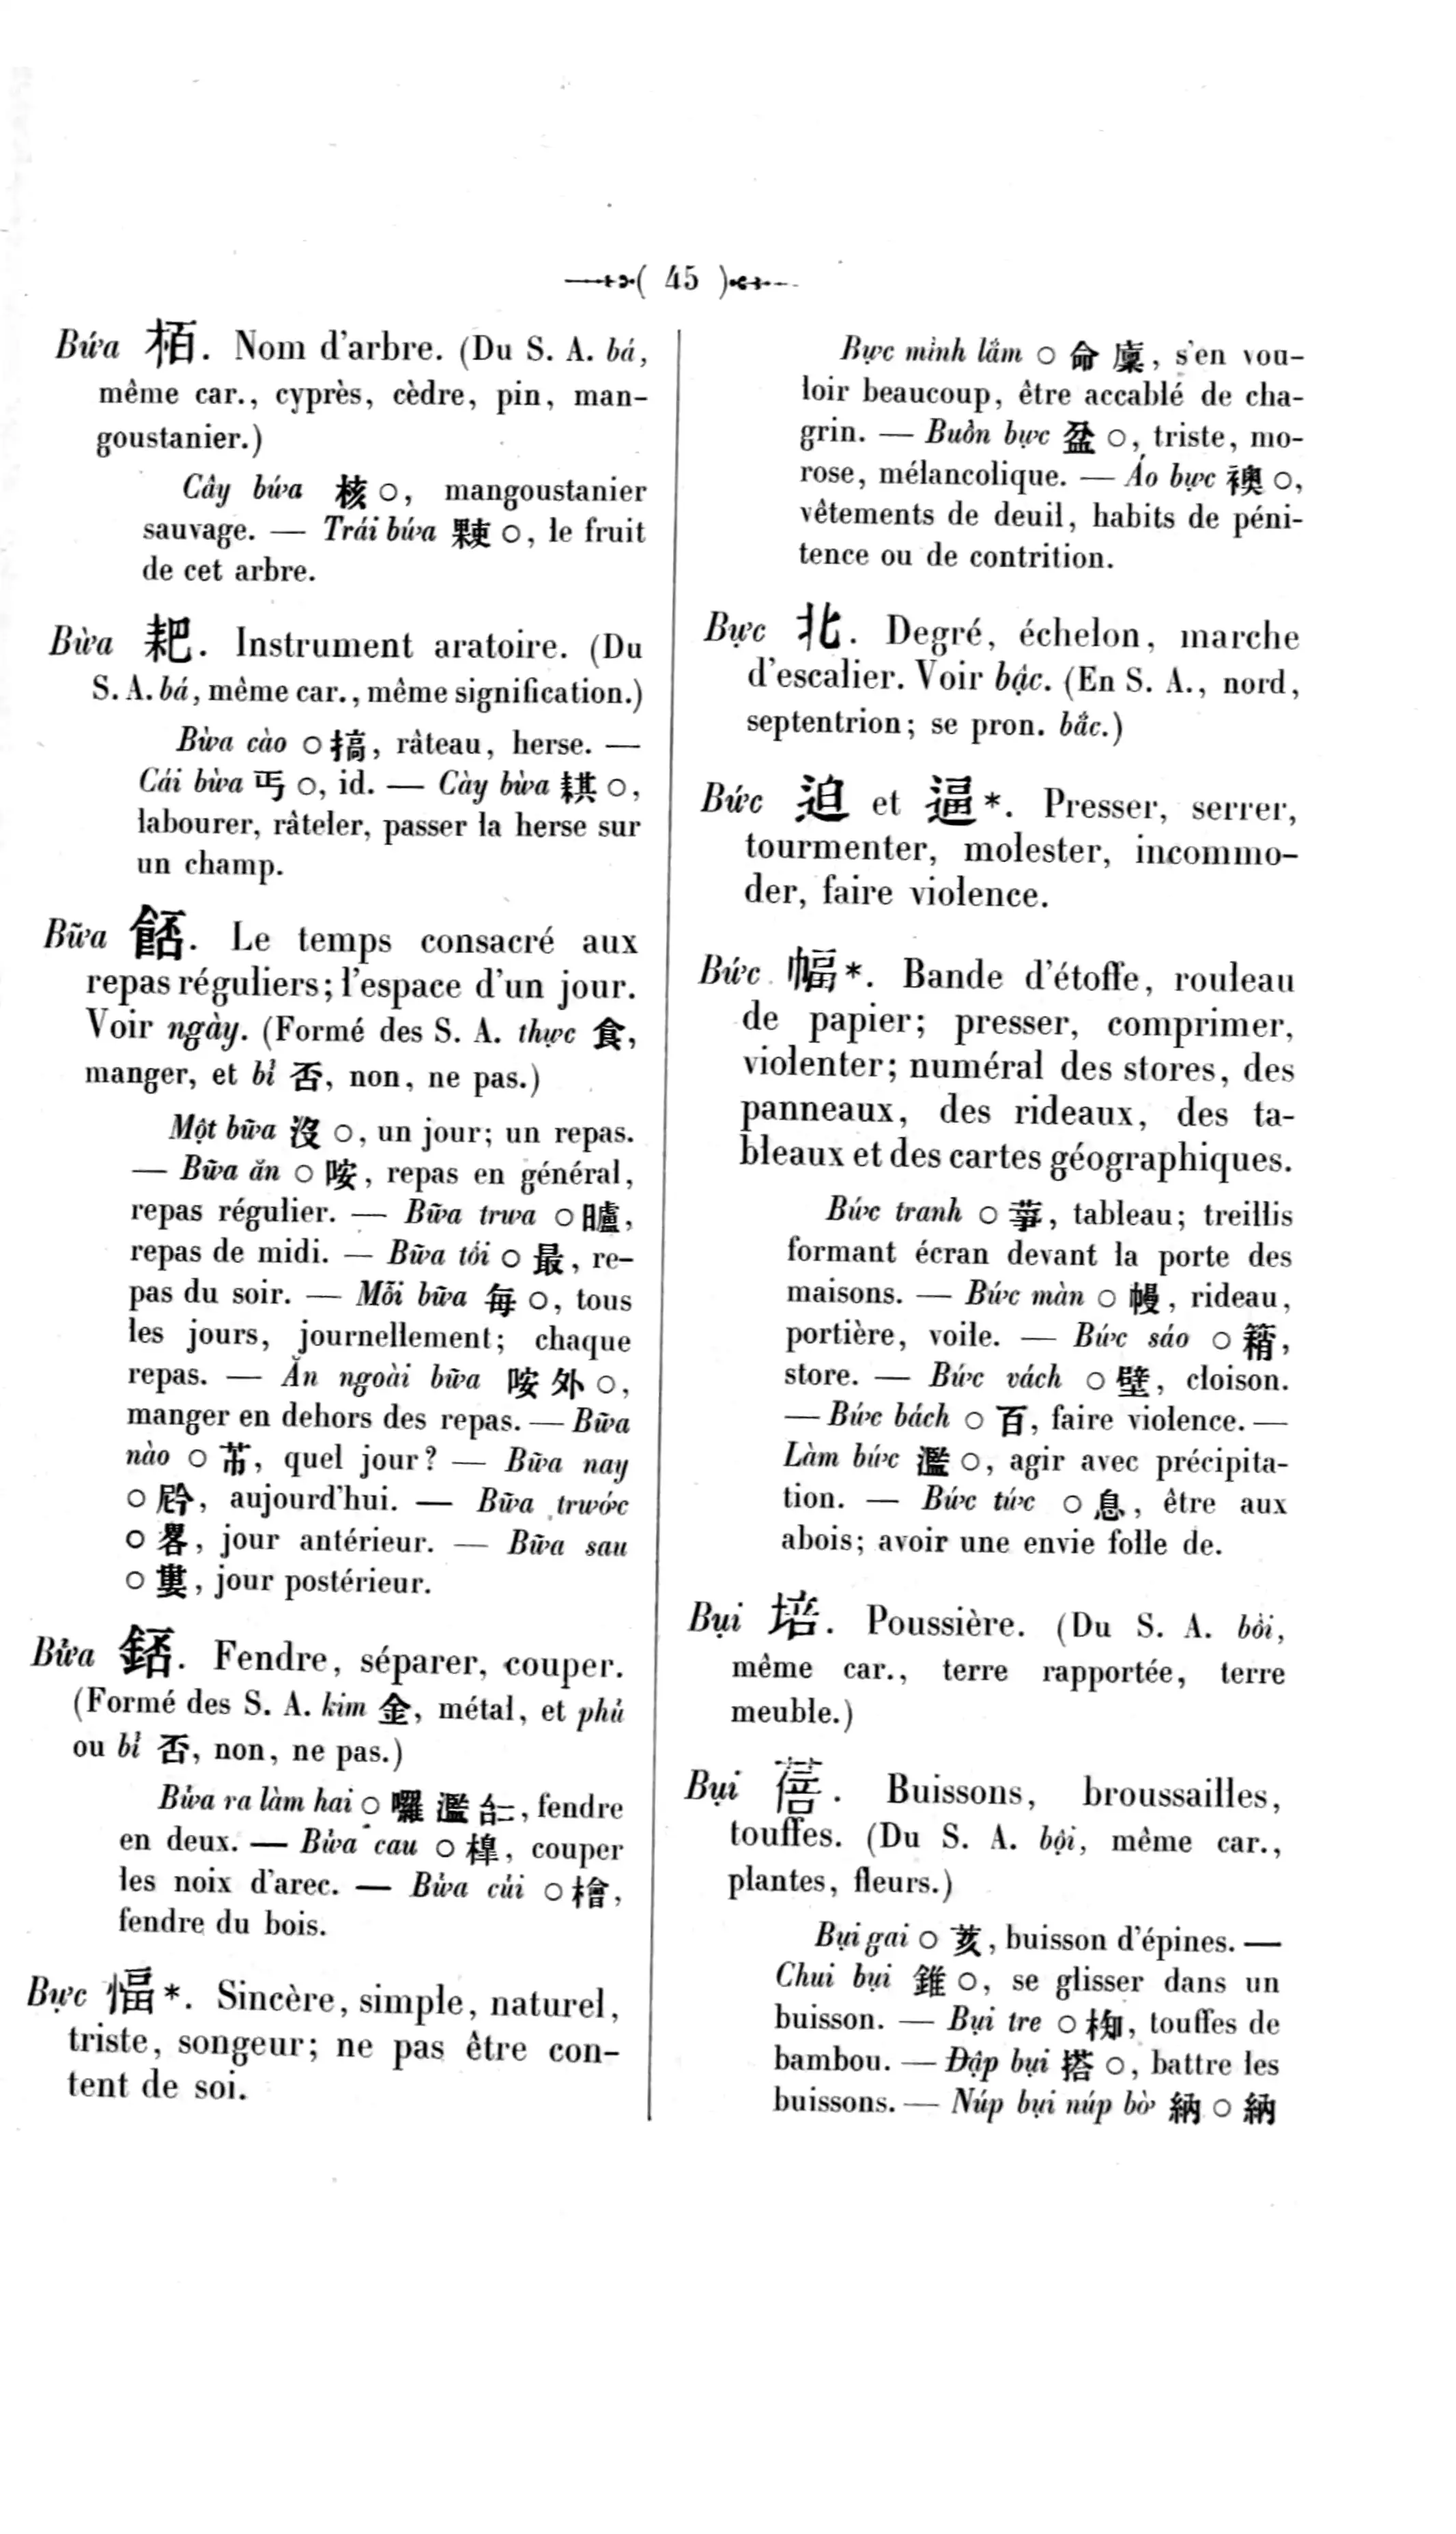 ( 45 )
Bứa 栢. Nom d'arbre. (Du S. A. bá,
même car., cyprès, cèdre, pin, man-
goustanier.)
Cây bứa 核 ○, mangoustanier
sauvage. — Trái bứa ○, le fruit
de cet arbre.
Bừa 耙. Instrument aratoire. (Du
S. A. bá, même car., même signification.)
Bừa cào ○ 搞, râteau, herse. —
Cái bừa 丐 ○, id. — Cày bừa ○,
labourer, râteler, passer la herse sur
un champ.
Bữa. Le temps consacré aux
repas réguliers; l'espace d'un jour.
Voir ngày. (Formé des S. A. thực 食,
manger, et bỉ 否, non, ne pas.)
Một bữa 沒 ○, un jour; un repas.
— Bữa ăn ○ 咹, repas en général,
repas régulier. — Bữa trưa ○,
repas de midi. — Bữa tối ○ 最, re-
pas du soir. — Mỗi bữa 每 ○, tous
les jours, journellement; chaque
repas. — Ăn ngoài bữa 咹 外 ○,
manger en dehors des repas. — Bữa
nào ○ 芾, quel jour? — Bữa nay
○, aujourd'hui. — Bữa trước
○ 畧, jour antérieur. — Bữa sau
○, jour postérieur.
Bửa. Fendre, séparer, couper.
(Formé des S. A. kim 金, métal, et phủ
ou bỉ 否, non, ne pas.)
Bửa ra làm hai ○ 囉 濫, fendre
en deux. — Bửa cau ○ 槹, couper
les noix d'arec. — Bửa củi ○ 檜,
fendre du bois.
Bực 愊*. Sincère, simple, naturel,
triste, songeur; ne pas être con-
tent de soi.
Bực mình lắm ○ 命 廩, s'en vou-
loir beaucoup, être accablé de cha-
grin. — Buồn bực 盆 ○, triste, mo-
rose, mélancolique. — Áo bực 襖 ○,
vêtements de deuil, habits de péni-
tence ou de contrition.
Bực 北. Degré, échelon, marche
d'escalier. Voir bậc. (En S. A., nord,
septentrion; se pron. bắc.)
Bức 迫 et 逼*. Presser, serrer,
tourmenter, molester, incommo-
der, faire violence.
Bức 幅*. Bande d'étoffe, rouleau
de papier; presser, comprimer,
violenter; numéral des stores, des
panneaux, des rideaux, des ta-
bleaux et des cartes géographiques.
Bức tranh ○ 葶, tableau; treillis
formant écran devant la porte des
maisons. — Bức màn ○ 幔, rideau,
portière, voile. — Bức sáo ○,
store. — Bức vách ○ 壁, cloison.
— Bức bách ○ 百, faire violence. —
Làm bức 濫 ○, agir avec précipita-
tion. — Bức tức ○ 息, être aux
abois; avoir une envie folle de.
Bụi 培. Poussière. (Du S. A. bồi,
même car., terre rapportée, terre
meuble.)
Bụi 蓓. Buissons, broussailles,
touffes. (Du S. A. bội, même car.,
plantes, fleurs.)
Bụi gai ○ 荄, buisson d'épines. —
Chui bụi 錐 ○, se glisser dans un
buisson. — Bụi tre ○ 椥, touffes de
bambou. — Đập bụi 搭 ○, battre les
buissons. — Núp bụi núp bờ 納 ○ 納